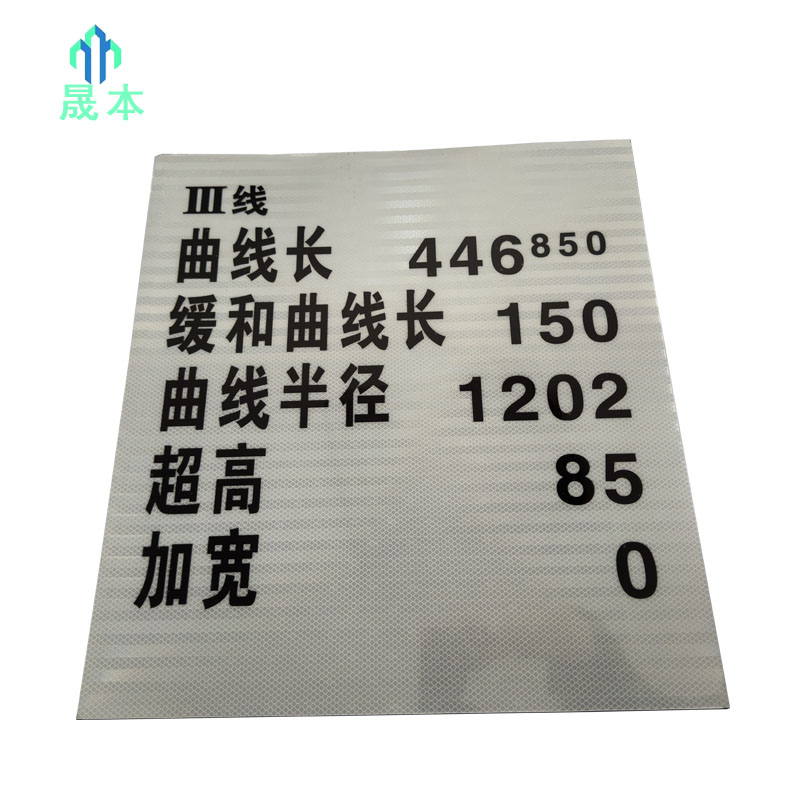 晟本
Ⅲ线
曲线长 446⁸⁵⁰
缓和曲线长 150
曲线半径 1202
超高 85
加宽 0